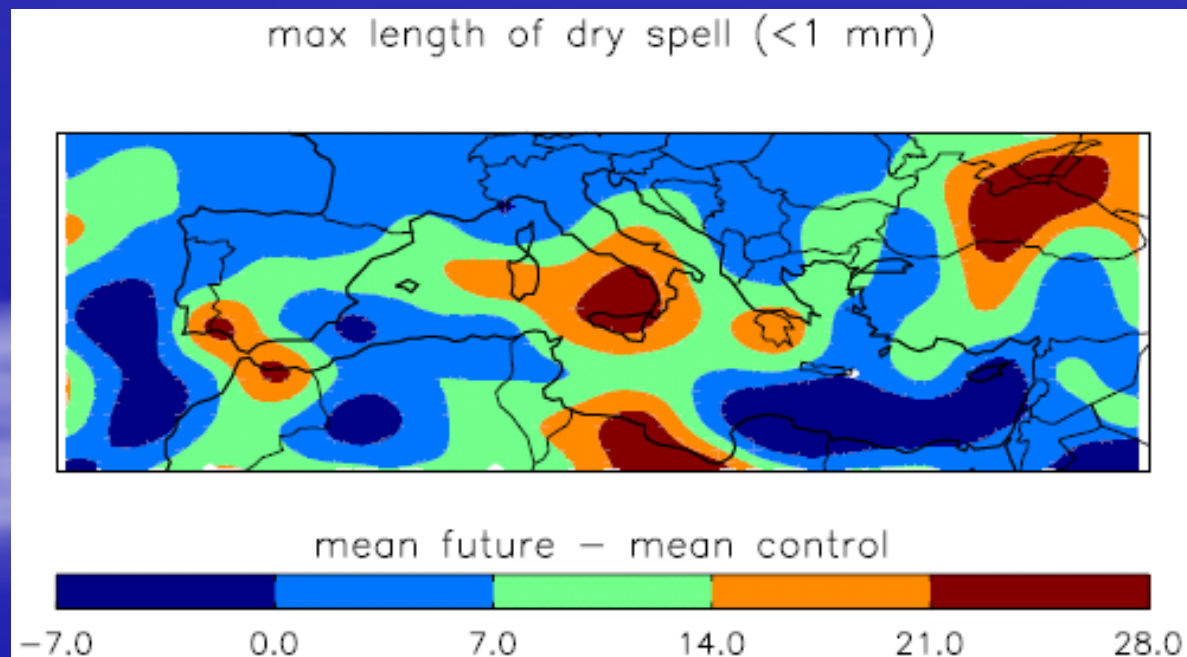 max length of dry spell (<1 mm)
mean future − mean control
−7.0 0.0 7.0 14.0 21.0 28.0